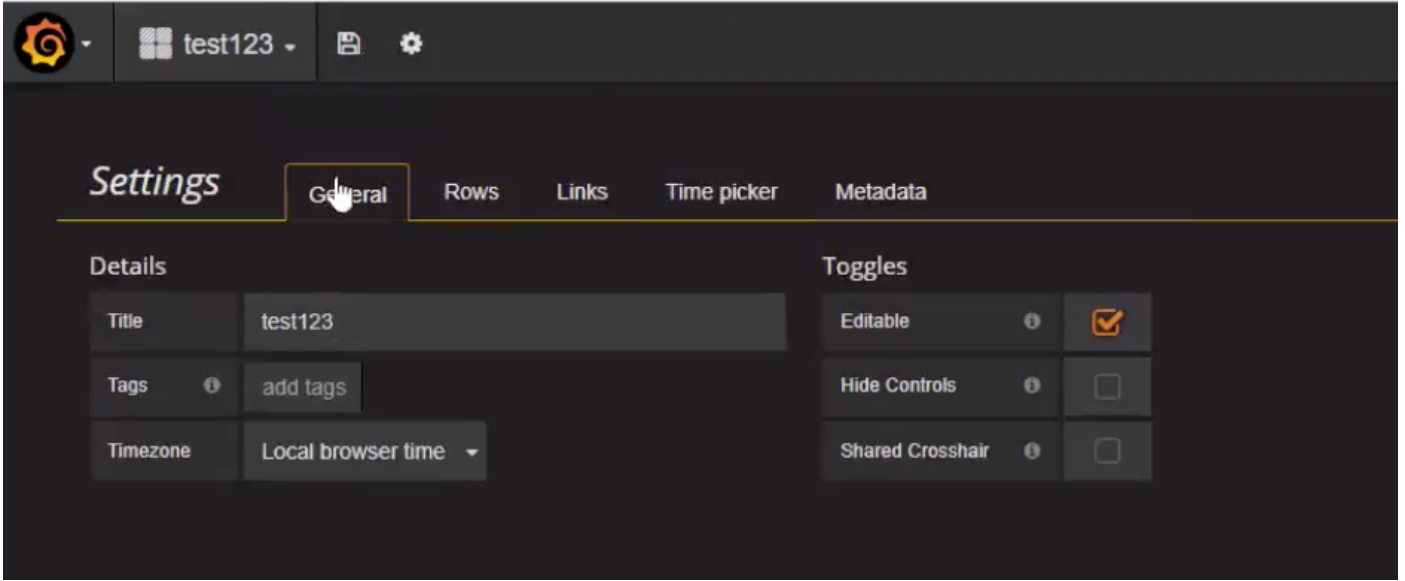 test123
Settings General Rows Links Time picker Metadata
Details
Title test123
Tags add tags
Timezone Local browser time
Toggles
Editable
Hide Controls
Shared Crosshair